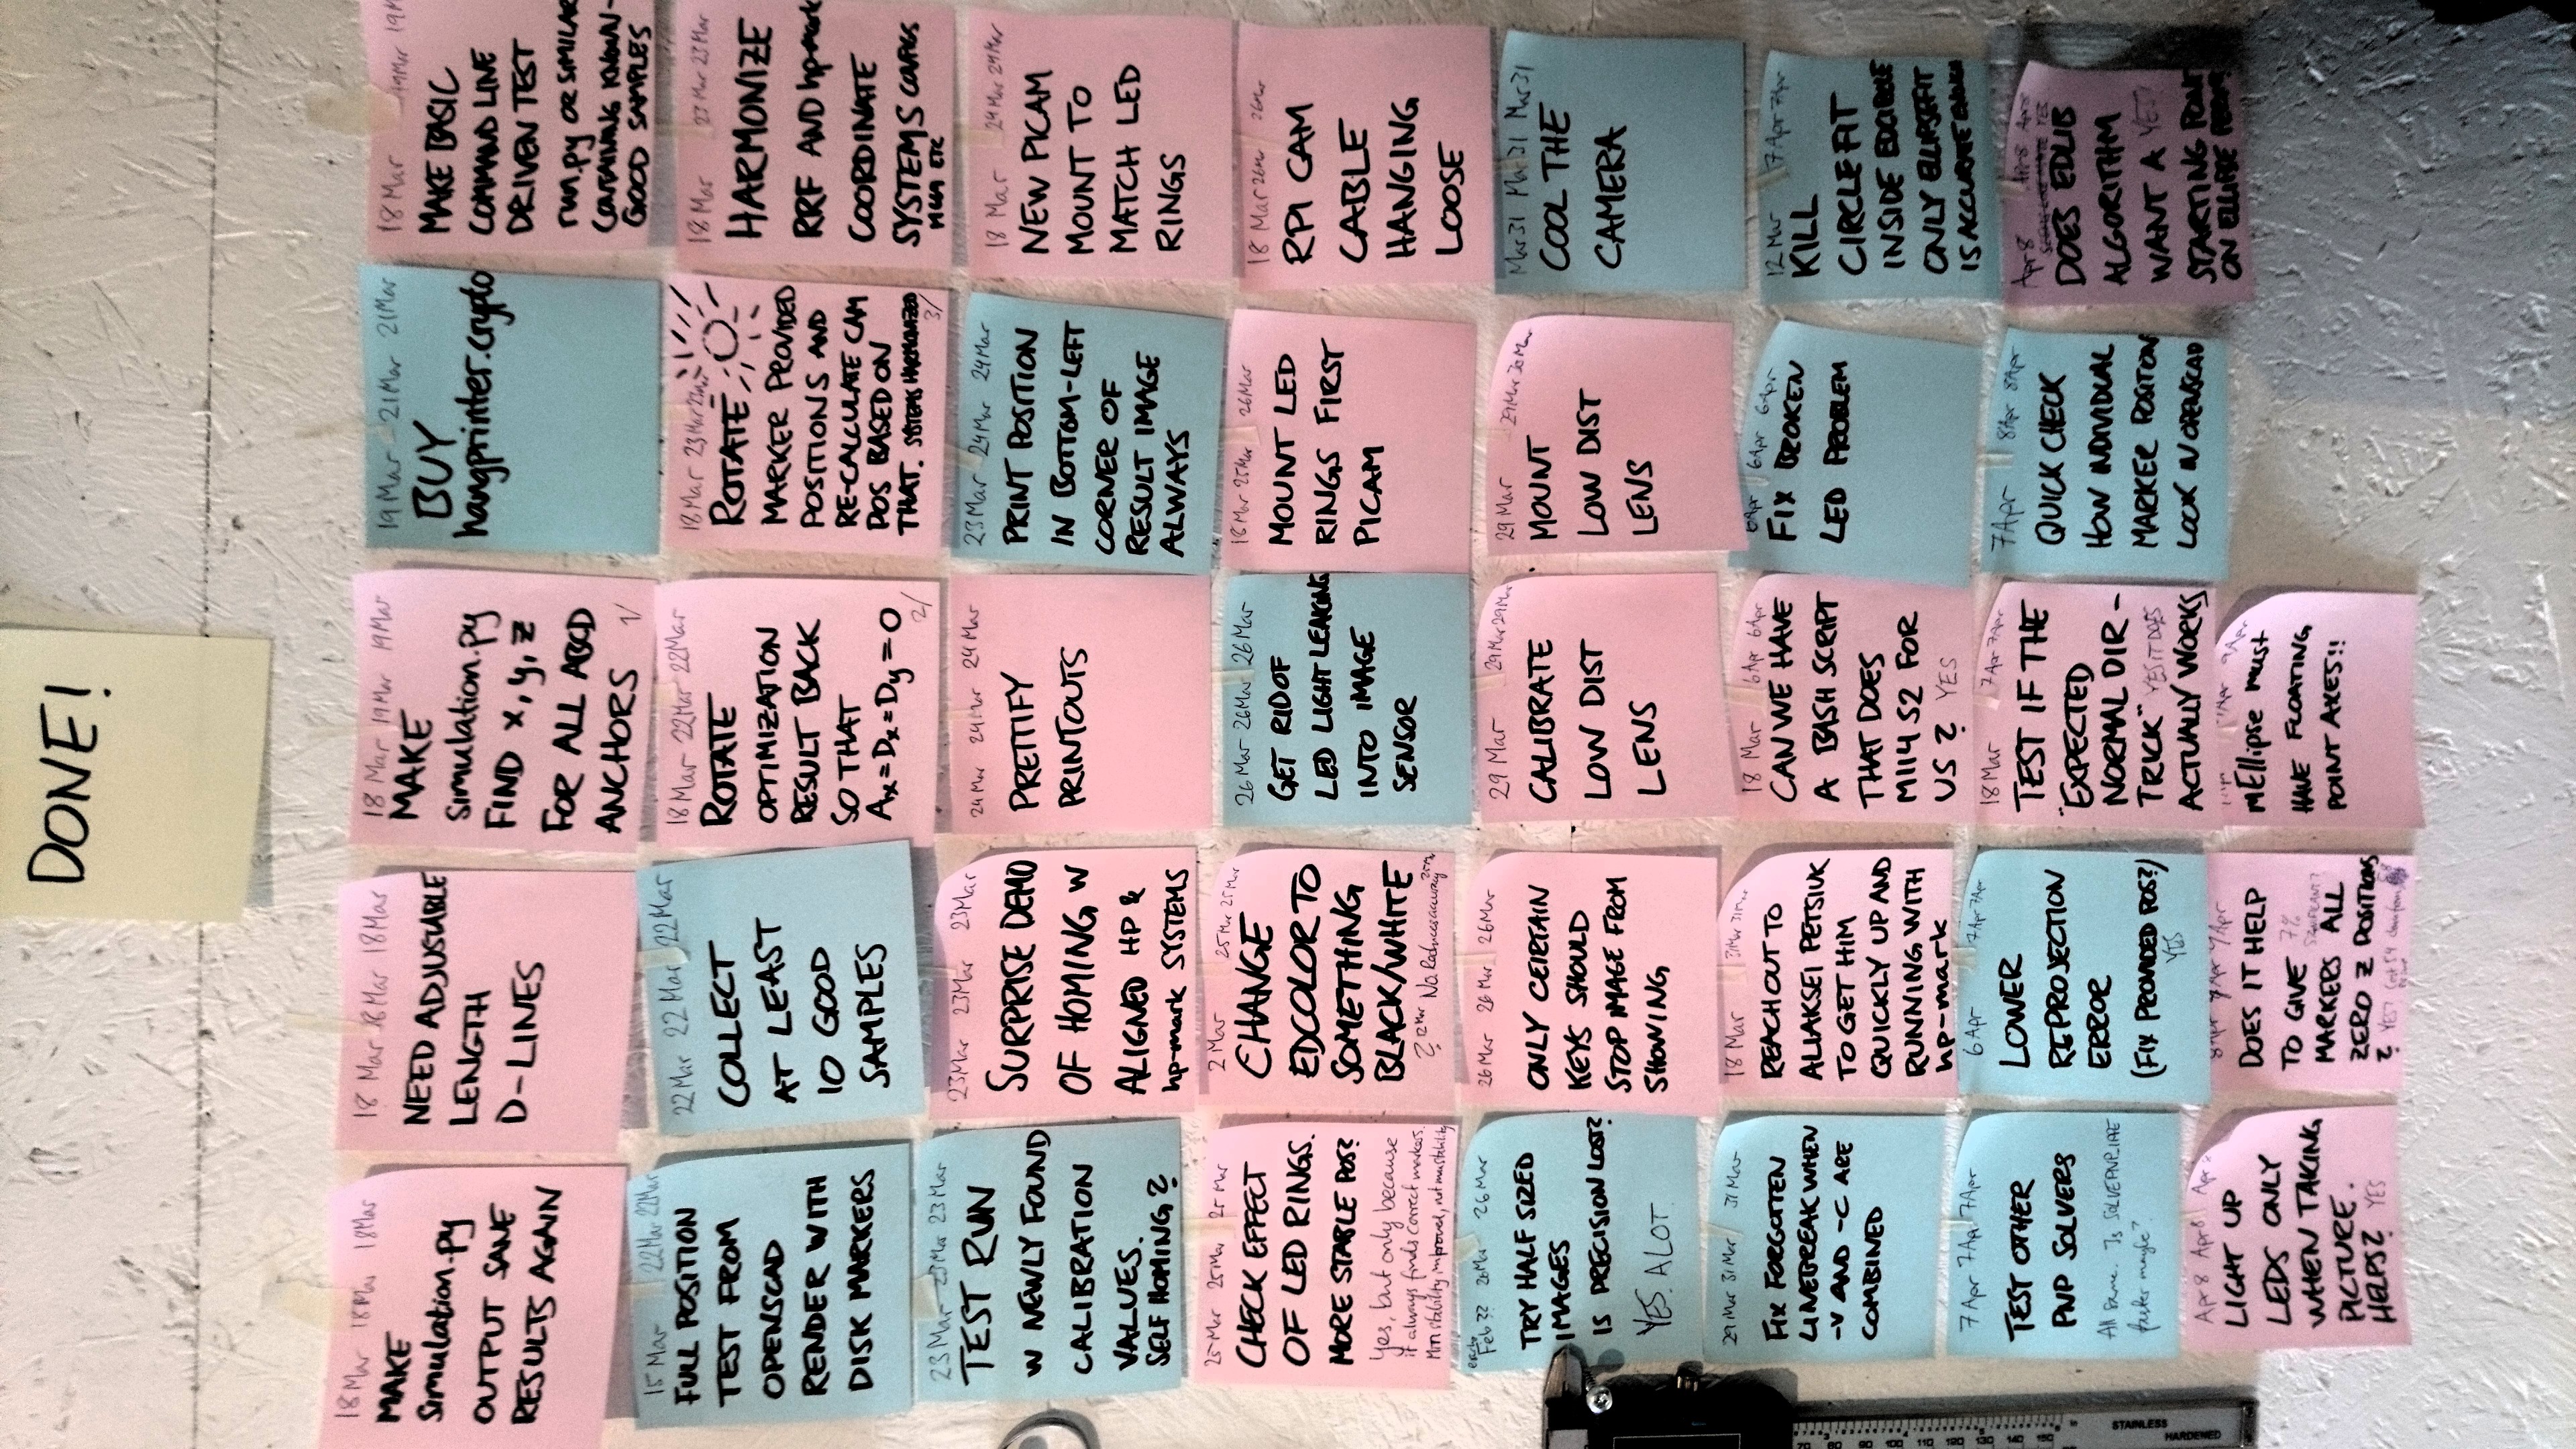 DONE!
18 Mar 18 Mar 18 Mar
MAKE
simulation.py
OUTPUT SANE
RESULTS AGAIN
18 Mar 18 Mar 18 Mar
NEED ADJUSTABLE
LENGTH
D-LINES
18 Mar 19 Mar 19 Mar
MAKE
simulation.py
FIND x, y, z
FOR ALL ABCD
ANCHORS 1/
19 Mar 21 Mar 21 Mar
BUY
hangprinter.crypto
18 Mar 19 Mar 19 M
MAKE BASIC
COMMAND LINE
DRIVEN TEST
run.py OR SIMILAR
CONTAINING KNOWN-
GOOD SAMPLES
15 Mar 22 Mar 22 Mar
FULL POSITION
TEST FROM
OPENSCAD
RENDER WITH
DISK MARKERS
22 Mar 22 Mar 22 Mar
COLLECT
AT LEAST
10 GOOD
SAMPLES
18 Mar 22 Mar 22 Mar
ROTATE
OPTIMIZATION
RESULT BACK
SO THAT
Ax=Dx=Dy=0
2/
18 Mar 23 Mar 23 Mar
ROTATE
MARKER PROVIDED
POSITIONS AND
RE-CALCULATE CAM
POS BASED ON
THAT. SYSTEMS HARMONIZED
3/
18 Mar 23 Mar 23 Mar
HARMONIZE
RRF AND hp-mark
COORDINATE
SYSTEMS CONFIGS
ETC
23 Mar 23 Mar 23 Mar
TEST RUN
W NEWLY FOUND
CALIBRATION
VALUES.
SELF HOMING?
23 Mar 23 Mar 23 Mar
SURPRISE DEMO
OF HOMING W
ALIGNED HP &
hp-mark SYSTEMS
24 Mar 24 Mar 24 Mar
PRETTIFY
PRINTOUTS
23 Mar 24 Mar 24 Mar
PRINT POSITION
IN BOTTOM-LEFT
CORNER OF
RESULT IMAGE
ALWAYS
18 Mar 24 Mar 24 Mar
NEW PICAM
MOUNT TO
MATCH LED
RINGS
25 Mar 25 Mar 25 Mar
CHECK EFFECT
OF LED RINGS.
MORE STABLE POS?
Yes, but only because
it always finds correct markers.
Min stability improved, not max stability
2 Mar 25 Mar 25 Mar
CHANGE
EDCOLOR TO
SOMETHING
BLACK/WHITE
? 12 Mar No. Reduces accuracy 25 Mar
26 Mar 26 Mar 26 Mar
GET RID OF
LED LIGHT LEAKING
INTO IMAGE
SENSOR
18 Mar 25 Mar 26 Mar
MOUNT LED
RINGS FIRST
PICAM
18 Mar 26 Mar 26 Mar
RPI CAM
CABLE
HANGING
LOOSE
Feb ?? 26 Mar 26 Mar
TRY HALF SIZED
IMAGES
IS PRECISION LOST?
YES. A LOT.
26 Mar 26 Mar 26 Mar
ONLY CERTAIN
KEYS SHOULD
STOP IMAGE FROM
SHOWING
29 Mar 29 Mar 29 Mar
CALIBRATE
LOW DIST
LENS
29 Mar 29 Mar 30 Mar
MOUNT
LOW DIST
LENS
Mar 31 Mar 31 Mar 31
COOL THE
CAMERA
29 Mar 31 Mar 31 Mar
FIX FORGOTTEN
LINEBREAK WHEN
-V AND -C ARE
COMBINED
18 Mar 31 Mar 31 Mar
REACH OUT TO
ALIAKSEI PETSIUK
TO GET HIM
QUICKLY UP AND
RUNNING WITH
hp-mark
18 Mar 6 Apr 6 Apr
CAN WE HAVE
A BASH SCRIPT
THAT DOES
M114 S2 FOR
US? YES
6 Apr 6 Apr 6 Apr
FIX BROKEN
LED PROBLEM
12 Mar 7 Apr 7 Apr
KILL
CIRCLE FIT
INSIDE EDCIRCLE
ONLY ELLIPSEFIT
IS ACCURATE ENOUGH
7 Apr 7 Ap 7 Apr
TEST OTHER
PNP SOLVERS
All same. Is SOLVEPNP_IPPE
faster maybe?
6 Apr 7 Apr 7 Apr
LOWER
REPROJECTION
ERROR
(FIX PROVIDED POS?)
YES
18 Mar 7 Apr 7 Apr
TEST IF THE
"EXPECTED
NORMAL DIR-
TRICK" YES IT DOES
ACTUALLY WORKS
7 Apr 8 Apr 8 Apr
QUICK CHECK
HOW INDIVIDUAL
MARKER POSITION
LOOK IN OPENSCAD
Apr 8 Apr 8 Apr 8
DOES EDLIB
ALGORITHM
WANT A YES!
STARTING POINT
ON ELLIPSE
Apr 8 Apr 8 Apr 8
LIGHT UP
LEDS ONLY
WHEN TAKING
PICTURE.
HELPS? YES
8 Apr 9 Apr 9 Apr
DOES IT HELP
TO GIVE 7%
SIGNIFICANT?
MARKERS ALL
ZERO Z POSITIONS
? YES?
9 Apr
mEllipse must
HAVE FLOATING
POINT AXES!!